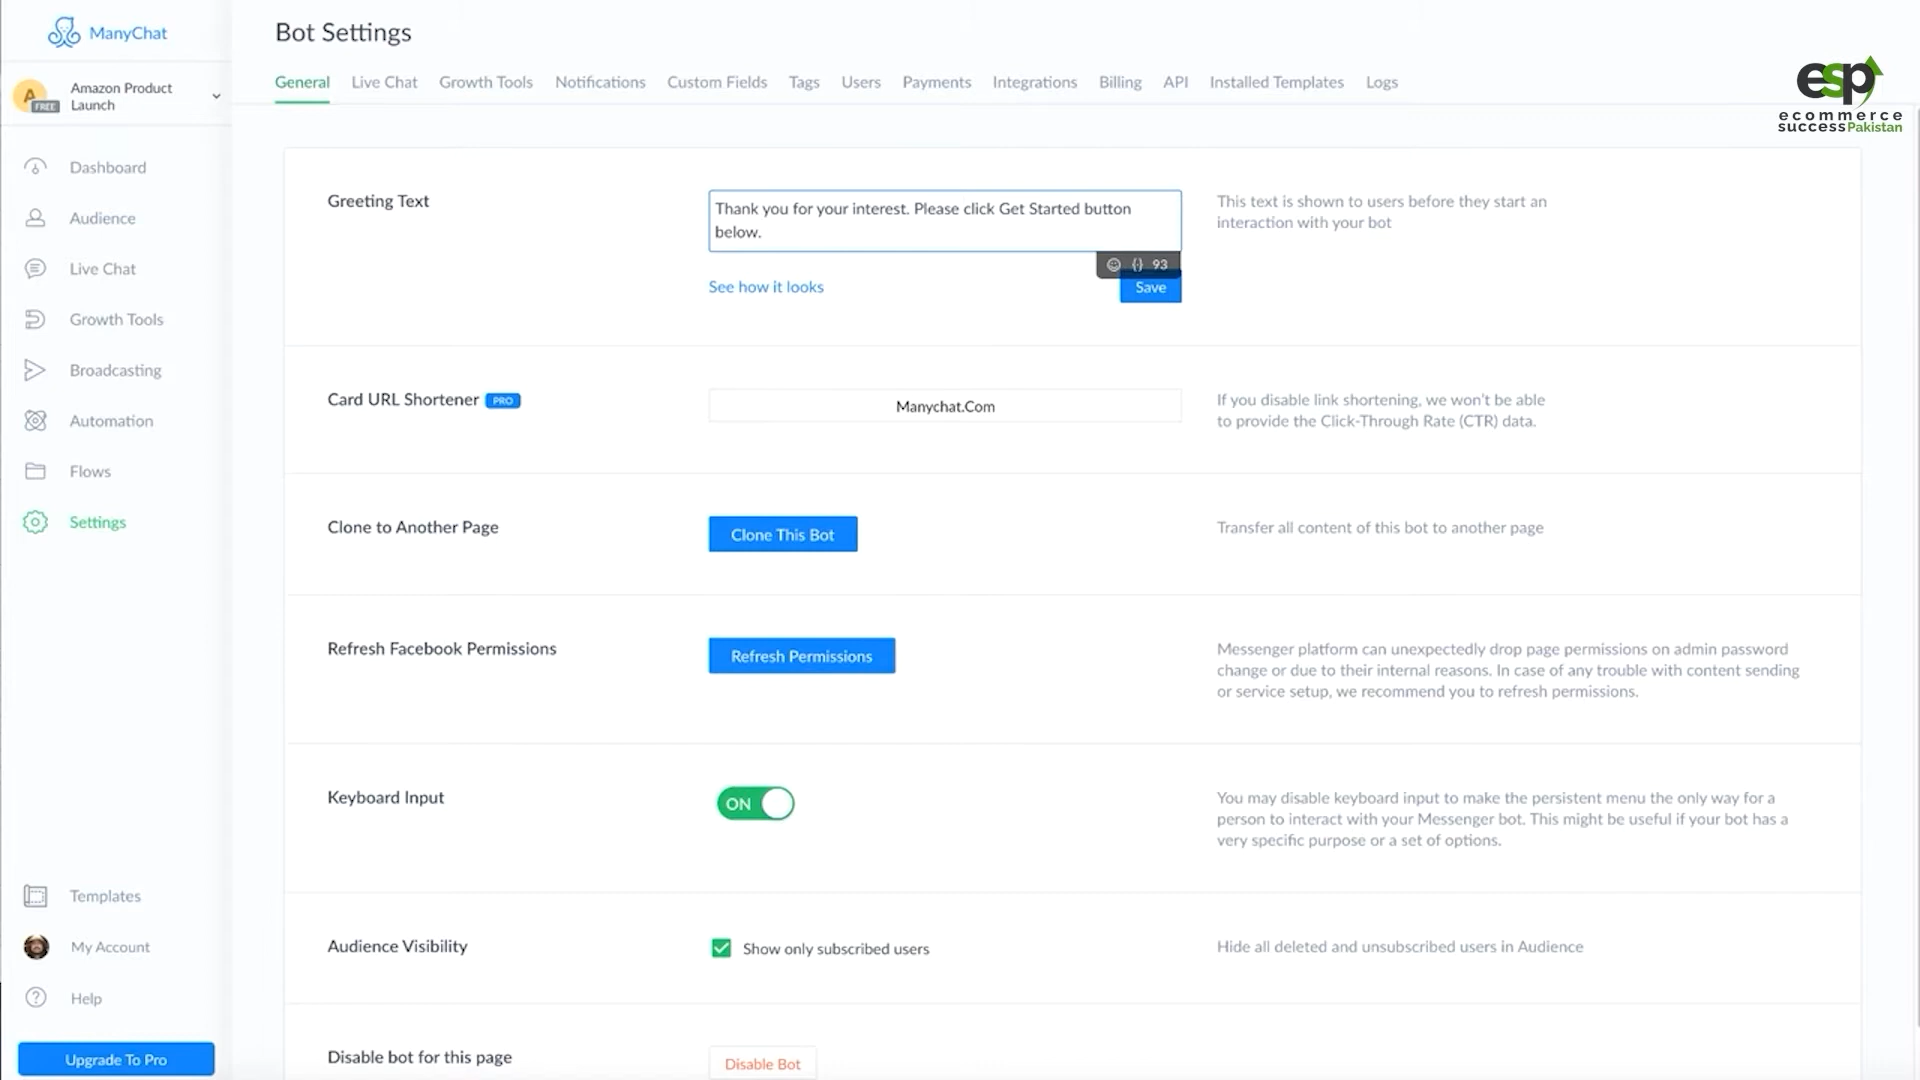 ManyChat
Amazon Product
Launch
A
FREE
Dashboard
Audience
Live Chat
Growth Tools
Broadcasting
Automation
Flows
Settings
Templates
My Account
Help
Upgrade To Pro
Bot Settings
General Live Chat Growth Tools Notifications Custom Fields Tags Users Payments Integrations Billing API Installed Templates Logs
esp
ecommerce
successPakistan
Greeting Text
Thank you for your interest. Please click Get Started button
below.
93
See how it looks
Save
This text is shown to users before they start an
interaction with your bot
Card URL Shortener PRO
Manychat.Com
If you disable link shortening, we won't be able
to provide the Click-Through Rate (CTR) data.
Clone to Another Page
Clone This Bot
Transfer all content of this bot to another page
Refresh Facebook Permissions
Refresh Permissions
Messenger platform can unexpectedly drop page permissions on admin password
change or due to their internal reasons. In case of any trouble with content sending
or service setup, we recommend you to refresh permissions.
Keyboard Input
ON
You may disable keyboard input to make the persistent menu the only way for a
person to interact with your Messenger bot. This might be useful if your bot has a
very specific purpose or a set of options.
Audience Visibility
Show only subscribed users
Hide all deleted and unsubscribed users in Audience
Disable bot for this page
Disable Bot